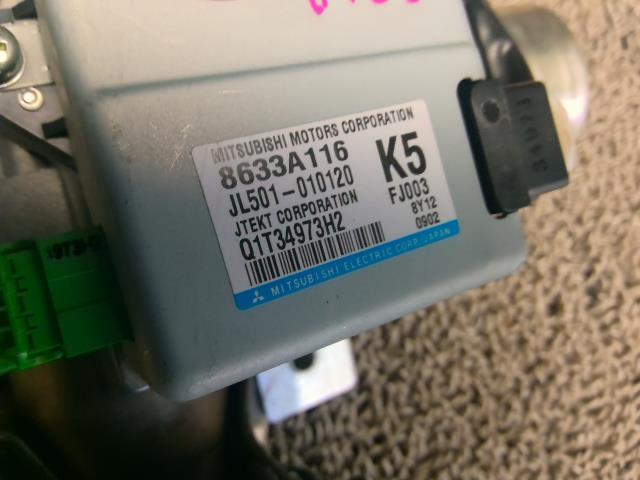 MITSUBISHI MOTORS CORPORATION
8633A116
K5
JL501-010120
JTEKT CORPORATION
FJ003
Q1T34973H2
8Y12
0902
MITSUBISHI ELECTRIC CORP. JAPAN